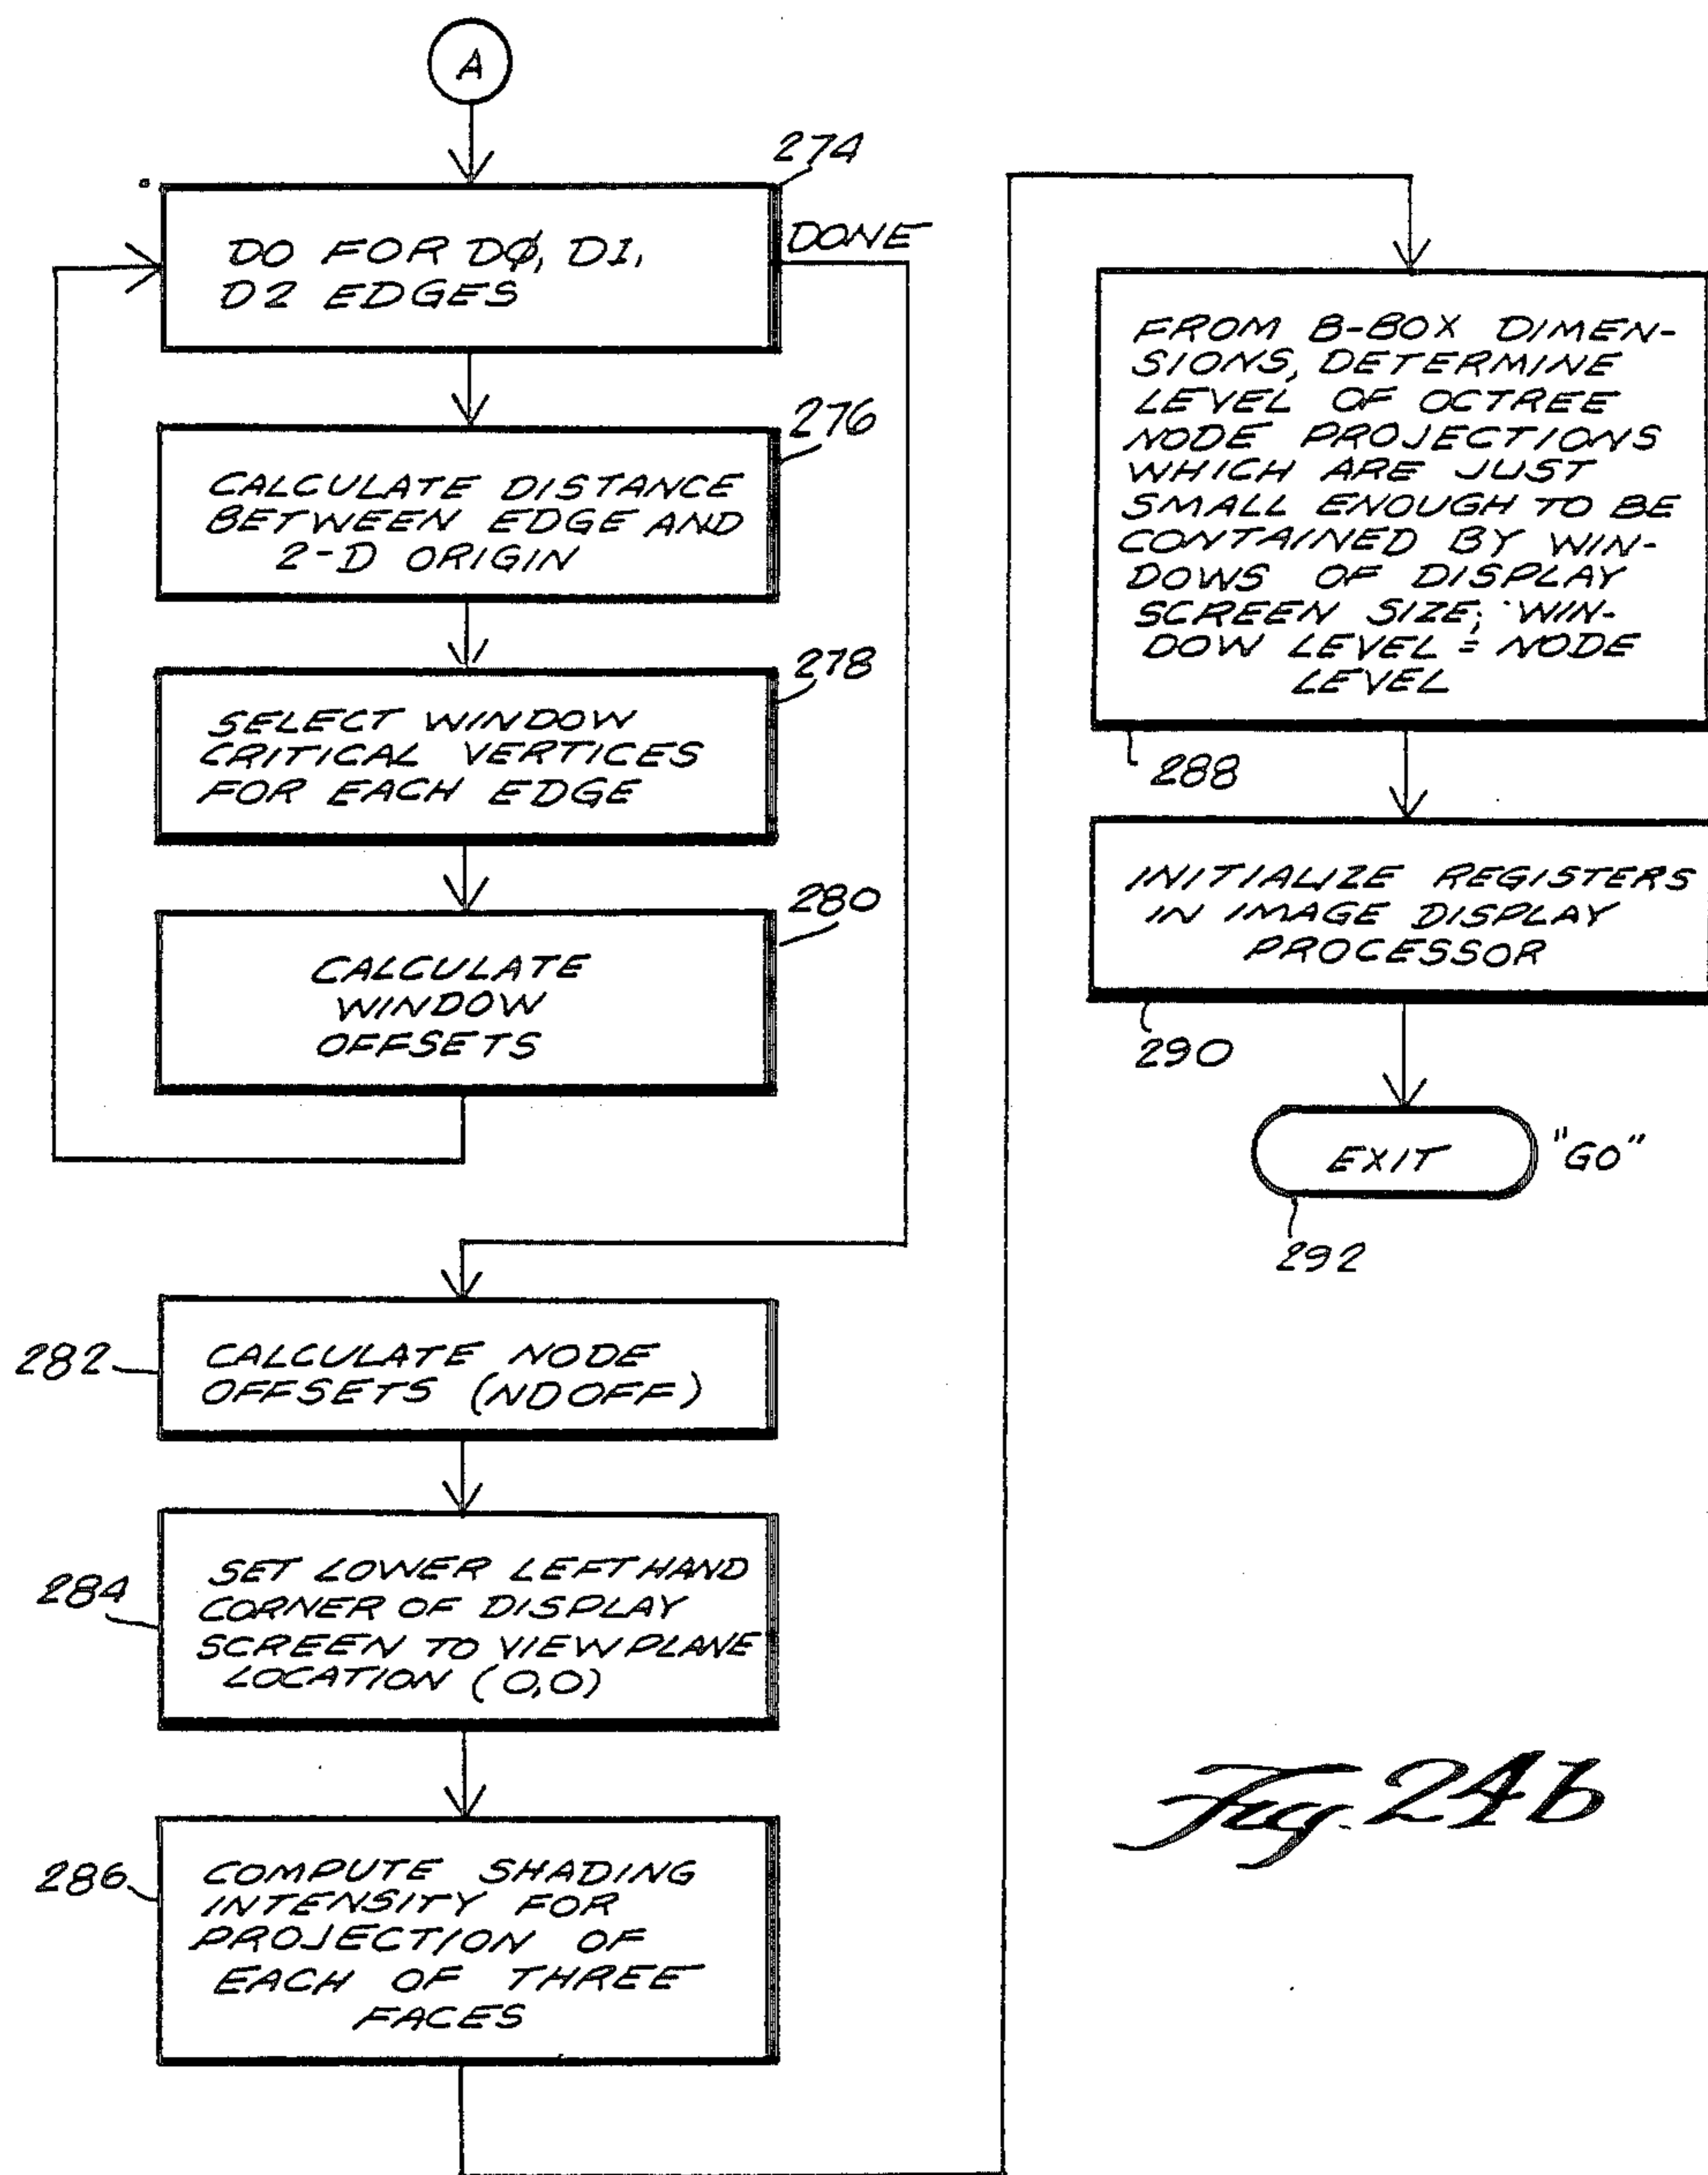 A
274
DO FOR DØ, D1,
D2 EDGES
DONE
276
CALCULATE DISTANCE
BETWEEN EDGE AND
2-D ORIGIN
278
SELECT WINDOW
CRITICAL VERTICES
FOR EACH EDGE
280
CALCULATE
WINDOW
OFFSETS
282
CALCULATE NODE
OFFSETS (NDOFF)
284
SET LOWER LEFT HAND
CORNER OF DISPLAY
SCREEN TO VIEW PLANE
LOCATION (0,0)
286
COMPUTE SHADING
INTENSITY FOR
PROJECTION OF
EACH OF THREE
FACES
FROM B-BOX DIMEN-
SIONS, DETERMINE
LEVEL OF OCTREE
NODE PROJECTIONS
WHICH ARE JUST
SMALL ENOUGH TO BE
CONTAINED BY WIN-
DOWS OF DISPLAY
SCREEN SIZE; WIN-
DOW LEVEL = NODE
LEVEL
288
INITIALIZE REGISTERS
IN IMAGE DISPLAY
PROCESSOR
290
EXIT
"GO"
292
Fig. 24b